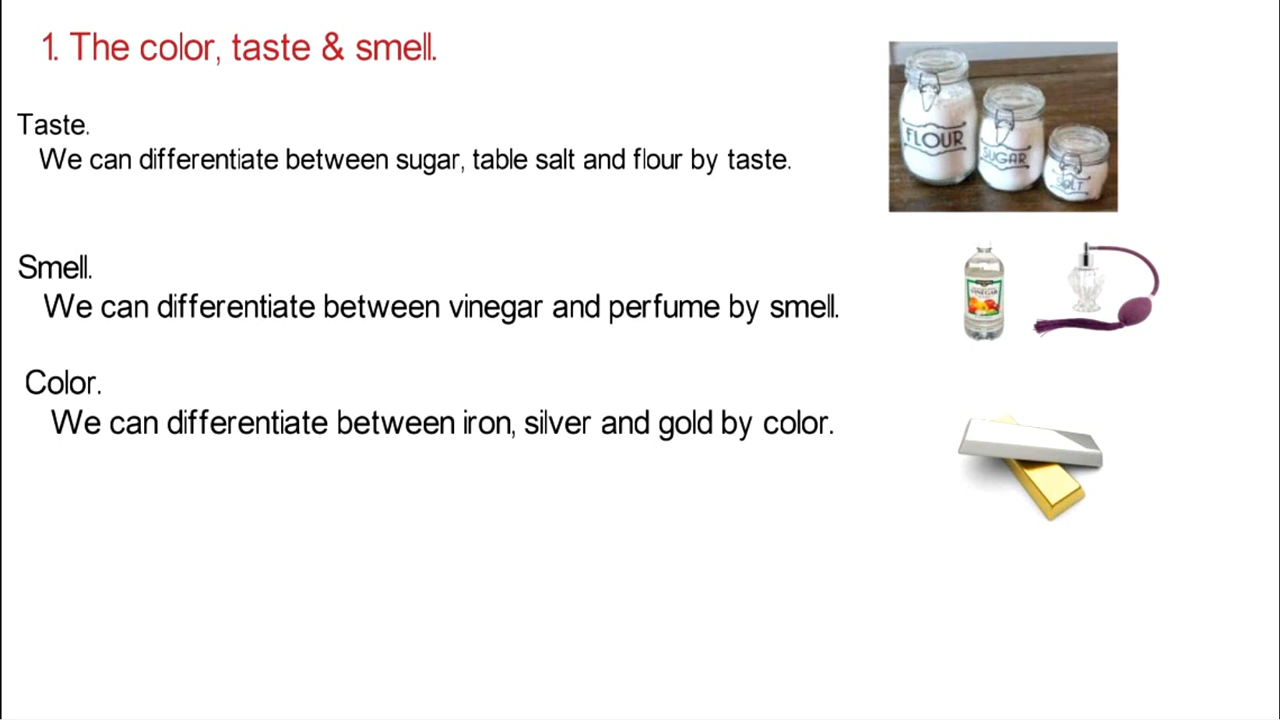 1. The color, taste & smell.
Taste.
We can differentiate between sugar, table salt and flour by taste.
FLOUR
SUGAR
Smell.
We can differentiate between vinegar and perfume by smell.
VINEGAR
Color.
We can differentiate between iron, silver and gold by color.